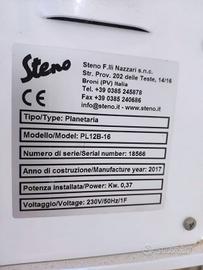 Steno
Steno F.lli Nazzari s.n.c.
Str. Prov. 202 delle Teste, 14/16
Broni (PV) Italia
Tel. +39 0385 245878
Fax +39 0385 240686
info@steno.it - www.steno.it
CE
Tipo/Type: Planetaria
Modello/Model: PL12B-16
Numero di serie/Serial number: 18566
Anno di costruzione/Manufacture year: 2017
Potenza installata/Power: Kw. 0,37
Voltaggio/Voltage: 230V/50Hz/1F
subito